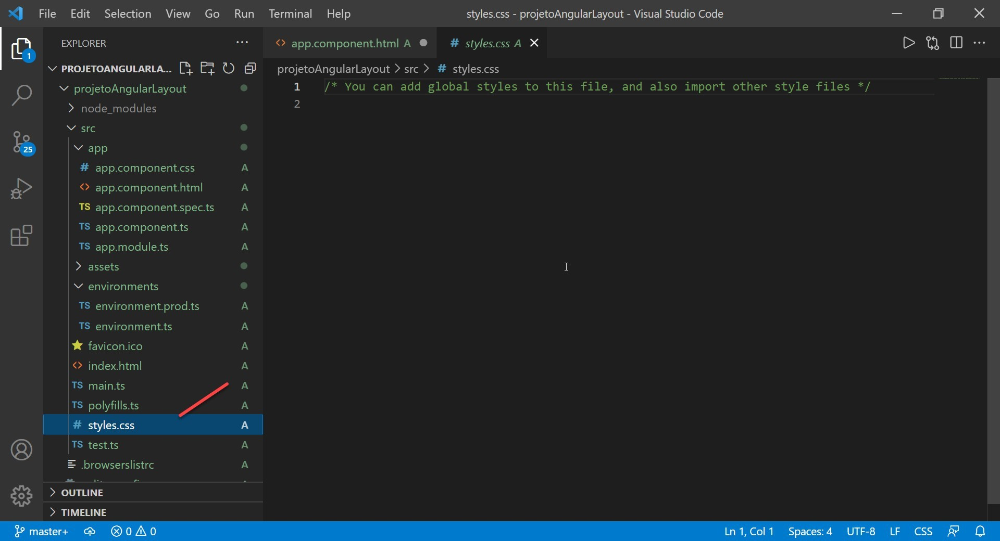 File Edit Selection View Go Run Terminal Help styles.css - projetoAngularLayout - Visual Studio Code
EXPLORER
app.component.html A
# styles.css A
PROJETOANGULARLA...
projetoAngularLayout > src > # styles.css
projetoAngularLayout
node_modules
src
app
# app.component.css A
<> app.component.html A
TS app.component.spec.ts A
TS app.component.ts A
TS app.module.ts A
assets
environments
TS environment.prod.ts A
TS environment.ts A
favicon.ico A
<> index.html A
TS main.ts A
TS polyfills.ts A
# styles.css A
TS test.ts A
.browserslistrc A
OUTLINE
TIMELINE
1 /* You can add global styles to this file, and also import other style files */
2
1
25
master+ 0 0 Ln 1, Col 1 Spaces: 4 UTF-8 LF CSS